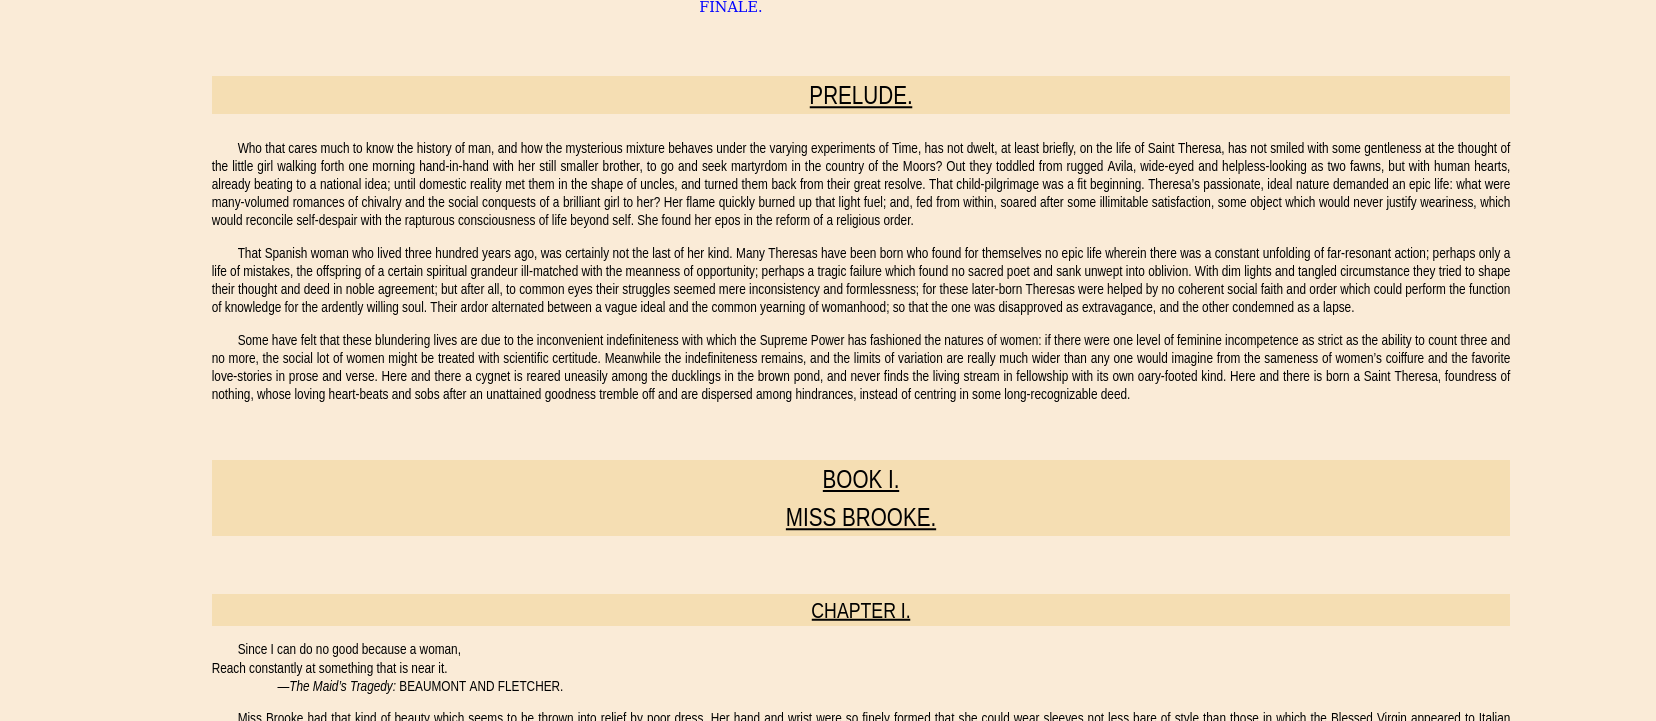 FINALE.
PRELUDE.
Who that cares much to know the history of man, and how the mysterious mixture behaves under the varying experiments of Time, has not dwelt, at least briefly, on the life of Saint Theresa, has not smiled with some gentleness at the thought of
the little girl walking forth one morning hand-in-hand with her still smaller brother, to go and seek martyrdom in the country of the Moors? Out they toddled from rugged Avila, wide-eyed and helpless-looking as two fawns, but with human hearts,
already beating to a national idea; until domestic reality met them in the shape of uncles, and turned them back from their great resolve. That child-pilgrimage was a fit beginning. Theresa’s passionate, ideal nature demanded an epic life: what were
many-volumed romances of chivalry and the social conquests of a brilliant girl to her? Her flame quickly burned up that light fuel; and, fed from within, soared after some illimitable satisfaction, some object which would never justify weariness, which
would reconcile self-despair with the rapturous consciousness of life beyond self. She found her epos in the reform of a religious order.
That Spanish woman who lived three hundred years ago, was certainly not the last of her kind. Many Theresas have been born who found for themselves no epic life wherein there was a constant unfolding of far-resonant action; perhaps only a
life of mistakes, the offspring of a certain spiritual grandeur ill-matched with the meanness of opportunity; perhaps a tragic failure which found no sacred poet and sank unwept into oblivion. With dim lights and tangled circumstance they tried to shape
their thought and deed in noble agreement; but after all, to common eyes their struggles seemed mere inconsistency and formlessness; for these later-born Theresas were helped by no coherent social faith and order which could perform the function
of knowledge for the ardently willing soul. Their ardor alternated between a vague ideal and the common yearning of womanhood; so that the one was disapproved as extravagance, and the other condemned as a lapse.
Some have felt that these blundering lives are due to the inconvenient indefiniteness with which the Supreme Power has fashioned the natures of women: if there were one level of feminine incompetence as strict as the ability to count three and
no more, the social lot of women might be treated with scientific certitude. Meanwhile the indefiniteness remains, and the limits of variation are really much wider than any one would imagine from the sameness of women’s coiffure and the favorite
love-stories in prose and verse. Here and there a cygnet is reared uneasily among the ducklings in the brown pond, and never finds the living stream in fellowship with its own oary-footed kind. Here and there is born a Saint Theresa, foundress of
nothing, whose loving heart-beats and sobs after an unattained goodness tremble off and are dispersed among hindrances, instead of centring in some long-recognizable deed.
BOOK I.
MISS BROOKE.
CHAPTER I.
Since I can do no good because a woman,
Reach constantly at something that is near it.
—The Maid’s Tragedy: BEAUMONT AND FLETCHER.
Miss Brooke had that kind of beauty which seems to be thrown into relief by poor dress. Her hand and wrist were so finely formed that she could wear sleeves not less bare of style than those in which the Blessed Virgin appeared to Italian